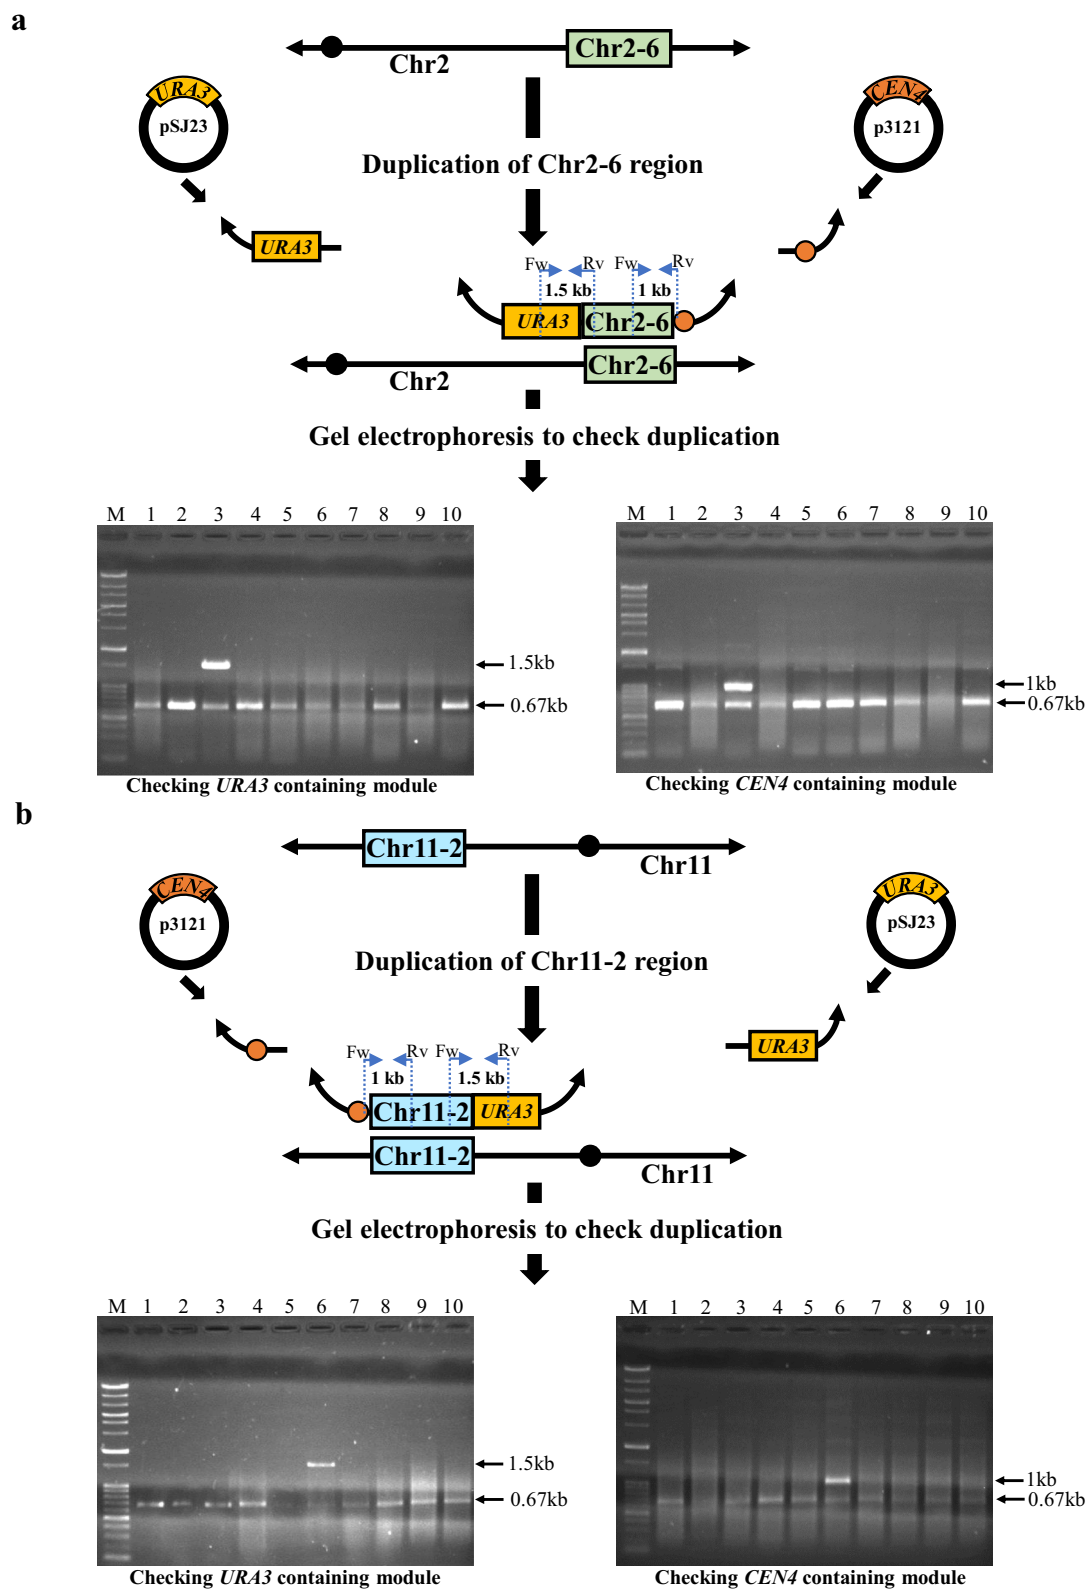 a
Chr2-6
Chr2
URA3
pSJ23
CEN4
p3121
Duplication of Chr2-6 region
URA3
Fw Rv Fw Rv
1.5 kb 1 kb
URA3 Chr2-6
Chr2-6
Chr2
Gel electrophoresis to check duplication
M 1 2 3 4 5 6 7 8 9 10
1.5kb
0.67kb
Checking URA3 containing module
M 1 2 3 4 5 6 7 8 9 10
1kb
0.67kb
Checking CEN4 containing module
b
Chr11-2
Chr11
CEN4
p3121
URA3
pSJ23
Duplication of Chr11-2 region
URA3
Fw Rv Fw Rv
1 kb 1.5 kb
Chr11-2 URA3
Chr11-2
Chr11
Gel electrophoresis to check duplication
M 1 2 3 4 5 6 7 8 9 10
1.5kb
0.67kb
Checking URA3 containing module
M 1 2 3 4 5 6 7 8 9 10
1kb
0.67kb
Checking CEN4 containing module